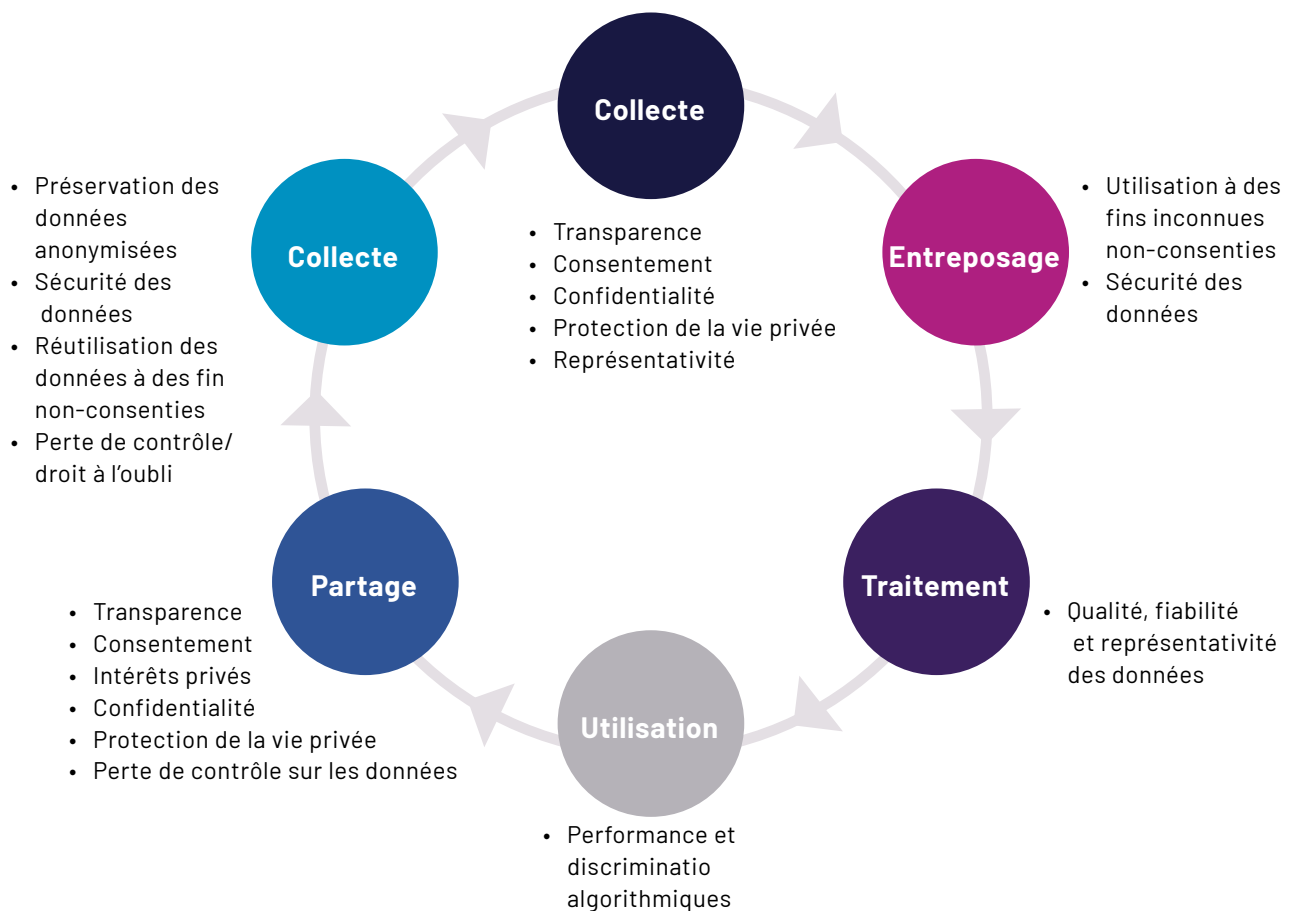 Collecte
• Transparence
• Consentement
• Confidentialité
• Protection de la vie privée
• Représentativité
Entreposage
• Utilisation à des
fins inconnues
non-consenties
• Sécurité des
données
Traitement
• Qualité, fiabilité
et représentativité
des données
Utilisation
• Performance et
discriminatio
algorithmiques
Partage
• Transparence
• Consentement
• Intérêts privés
• Confidentialité
• Protection de la vie privée
• Perte de contrôle sur les données
Collecte
• Préservation des
données
anonymisées
• Sécurité des
données
• Réutilisation des
données à des fin
non-consenties
• Perte de contrôle/
droit à l’oubli